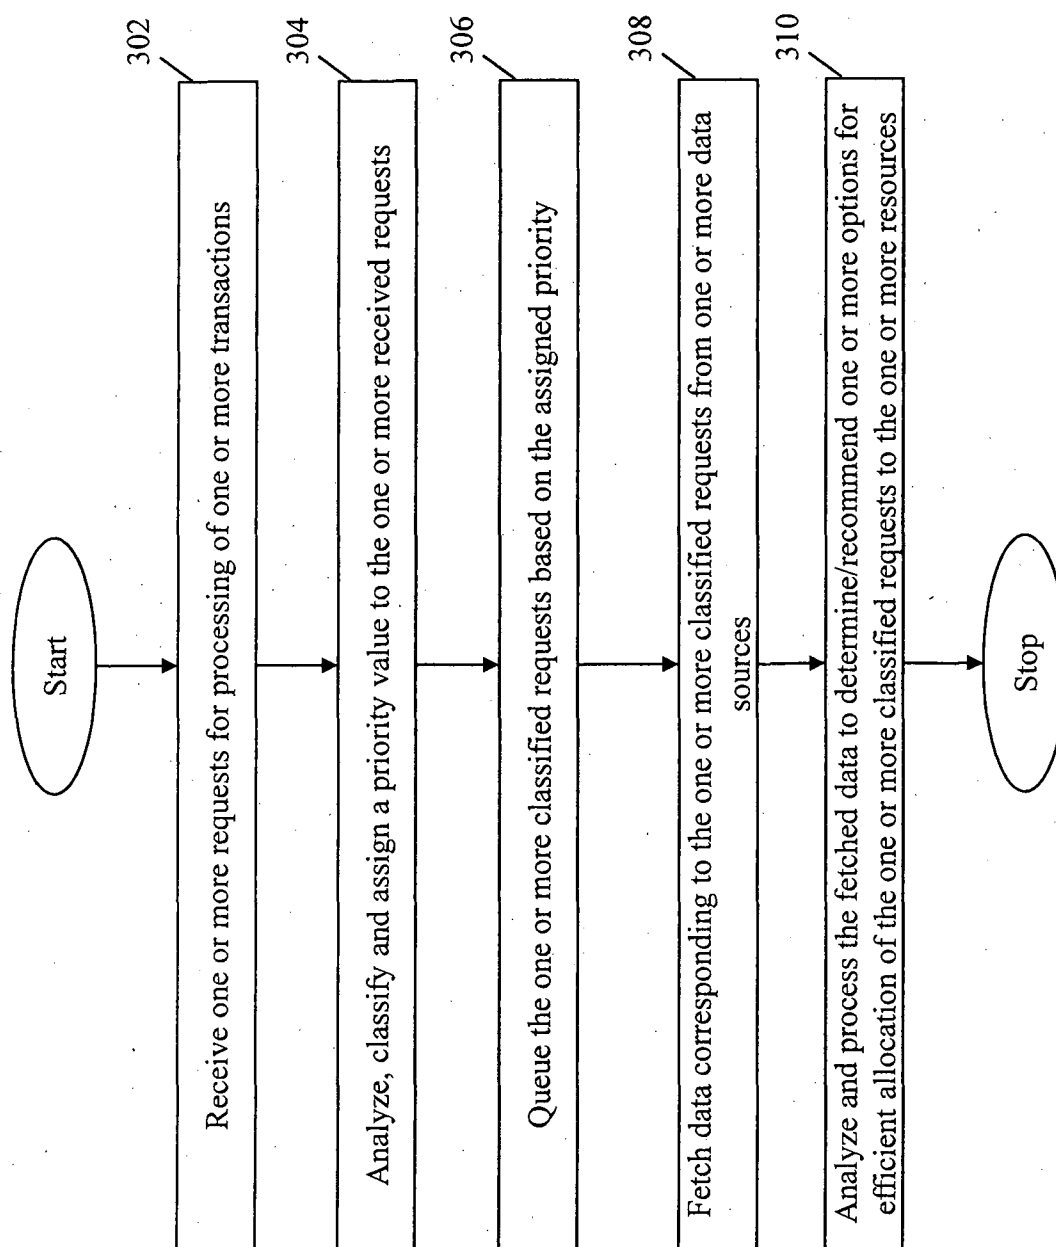 Start
302
Receive one or more requests for processing of one or more transactions
304
Analyze, classify and assign a priority value to the one or more received requests
306
Queue the one or more classified requests based on the assigned priority
308
Fetch data corresponding to the one or more classified requests from one or more data
sources
310
Analyze and process the fetched data to determine/recommend one or more options for
efficient allocation of the one or more classified requests to the one or more resources
Stop